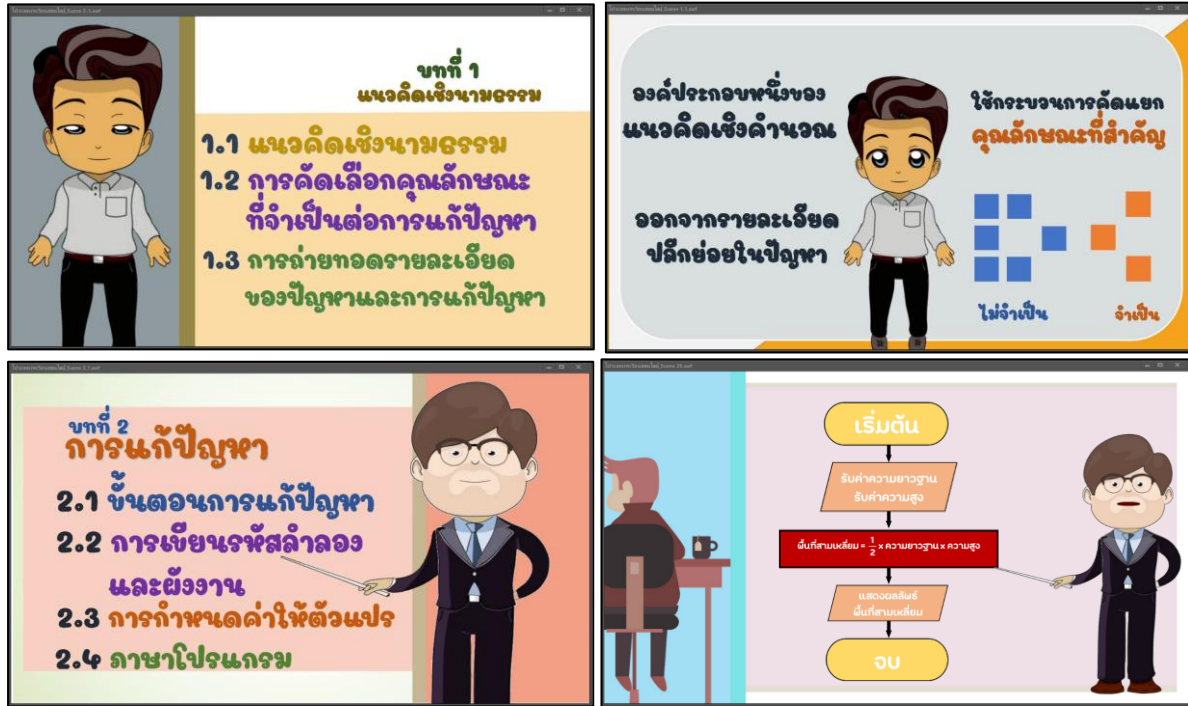 บทที่ 1
แนวคิดเชิงนามธรรม
1.1 แนวคิดเชิงนามธรรม
1.2 การคัดเลือกคุณลักษณะ
ที่จำเป็นต่อการแก้ปัญหา
1.3 การถ่ายทอดรายละเอียด
ของปัญหาและการแก้ปัญหา
องค์ประกอบหนึ่งของ
แนวคิดเชิงคำนวณ
ออกจากรายละเอียด
ปลีกย่อยในปัญหา
ใช้กระบวนการคัดแยก
คุณลักษณะที่สำคัญ
ไม่จำเป็น
จำเป็น
บทที่ 2
การแก้ปัญหา
2.1 ขั้นตอนการแก้ปัญหา
2.2 การเขียนรหัสลำลอง
และผังงาน
2.3 การกำหนดค่าให้ตัวแปร
2.4 ภาษาโปรแกรม
เริ่มต้น
รับค่าความยาวฐาน
รับค่าความสูง
พื้นที่สามเหลี่ยม = 1/2 x ความยาวฐาน x ความสูง
แสดงผลลัพธ์
พื้นที่สามเหลี่ยม
จบ